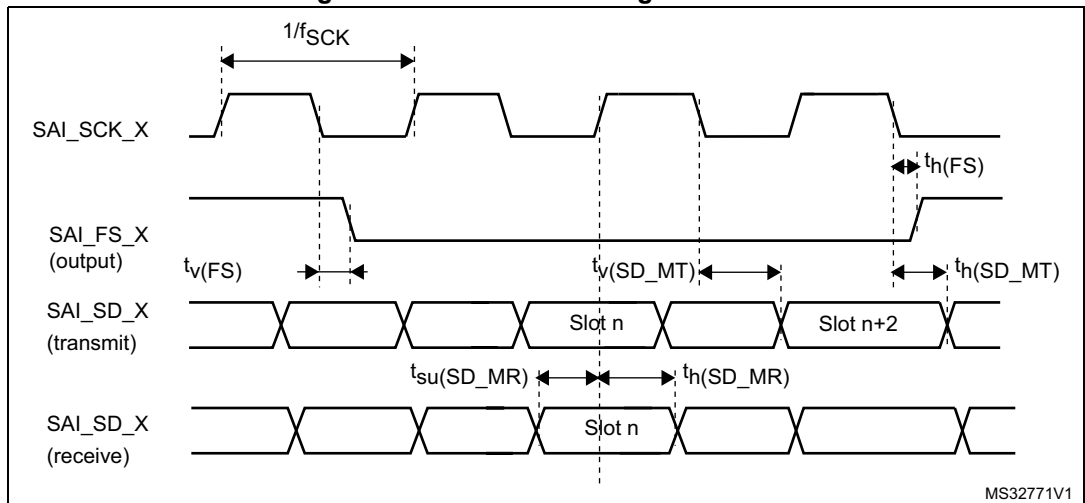 1/fSCK
SAI_SCK_X
th(FS)
SAI_FS_X
(output)
tv(FS)
tv(SD_MT)
th(SD_MT)
SAI_SD_X
(transmit)
Slot n
Slot n+2
tsu(SD_MR)
th(SD_MR)
SAI_SD_X
(receive)
Slot n
MS32771V1